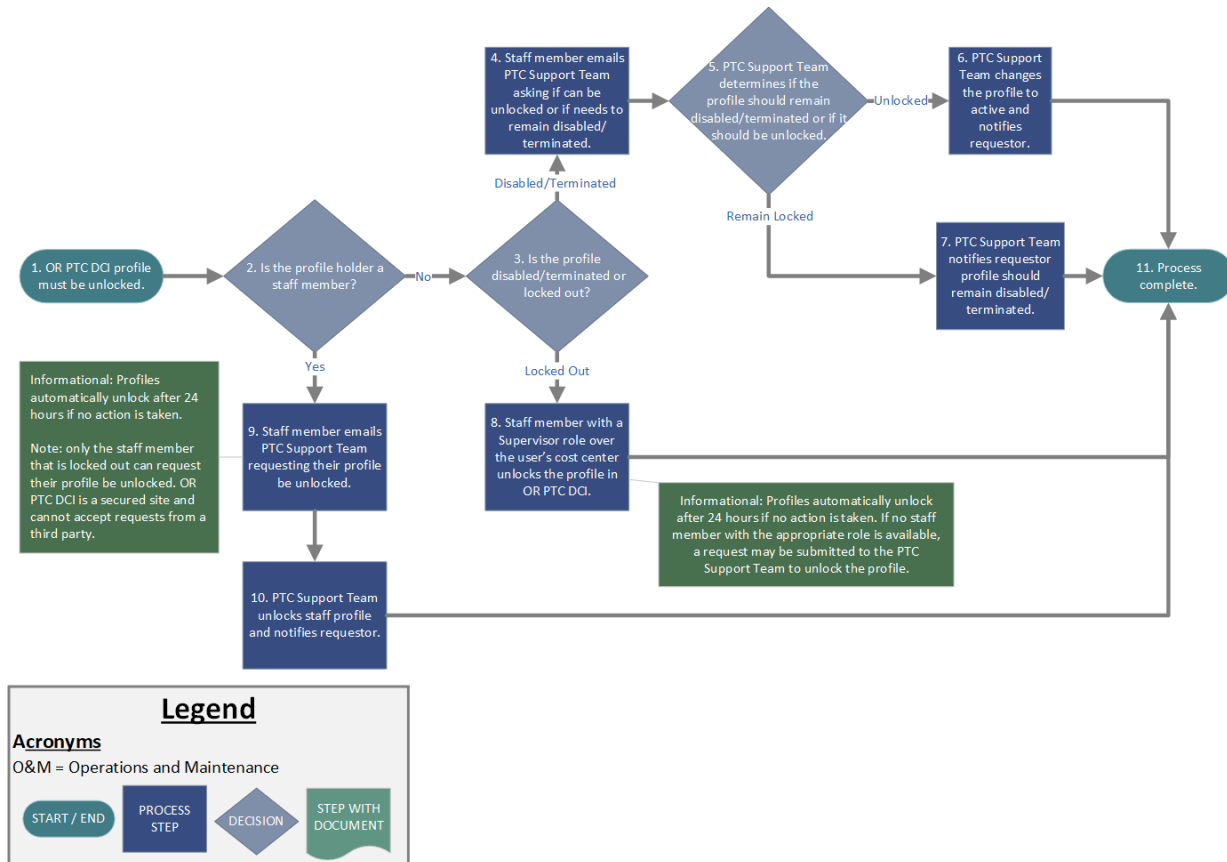 1. OR PTC DCI profile
must be unlocked.
2. Is the profile holder a
staff member?
No
Yes
3. Is the profile
disabled/terminated or
locked out?
Disabled/Terminated
Locked Out
4. Staff member emails
PTC Support Team
asking if can be
unlocked or if needs to
remain disabled/
terminated.
5. PTC Support Team
determines if the
profile should remain
disabled/terminated or if it
should be unlocked.
Unlocked
Remain Locked
6. PTC Support
Team changes
the profile to
active and
notifies
requestor.
7. PTC Support Team
notifies requestor
profile should
remain disabled/
terminated.
11. Process
complete.
Informational: Profiles
automatically unlock after 24
hours if no action is taken.
Note: only the staff member
that is locked out can request
their profile be unlocked. OR
PTC DCI is a secured site and
cannot accept requests from a
third party.
9. Staff member emails
PTC Support Team
requesting their profile
be unlocked.
8. Staff member with a
Supervisor role over
the user's cost center
unlocks the profile in
OR PTC DCI.
Informational: Profiles automatically unlock
after 24 hours if no action is taken. If no staff
member with the appropriate role is available,
a request may be submitted to the PTC
Support Team to unlock the profile.
10. PTC Support Team
unlocks staff profile
and notifies requestor.
Legend
Acronyms
O&M = Operations and Maintenance
START / END
PROCESS
STEP
DECISION
STEP WITH
DOCUMENT